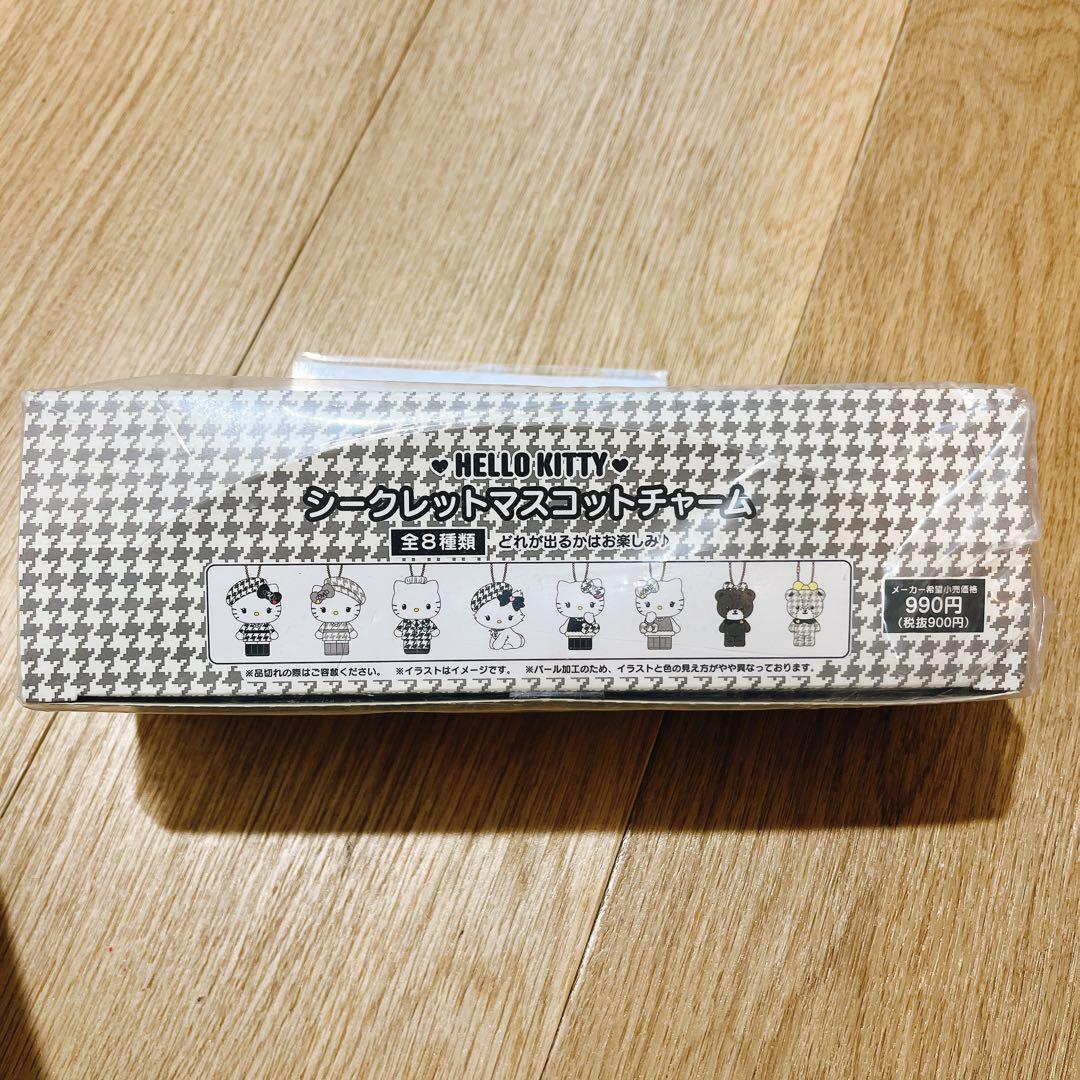 ♥ HELLO KITTY ♥
シークレットマスコットチャーム
全8種類 どれが出るかはお楽しみ♪
メーカー希望小売価格
990円
(税抜900円)
※品切れの際はご容赦ください。 ※イラストはイメージです。 ※パール加工のため、イラストと色の見え方がやや異なっております。